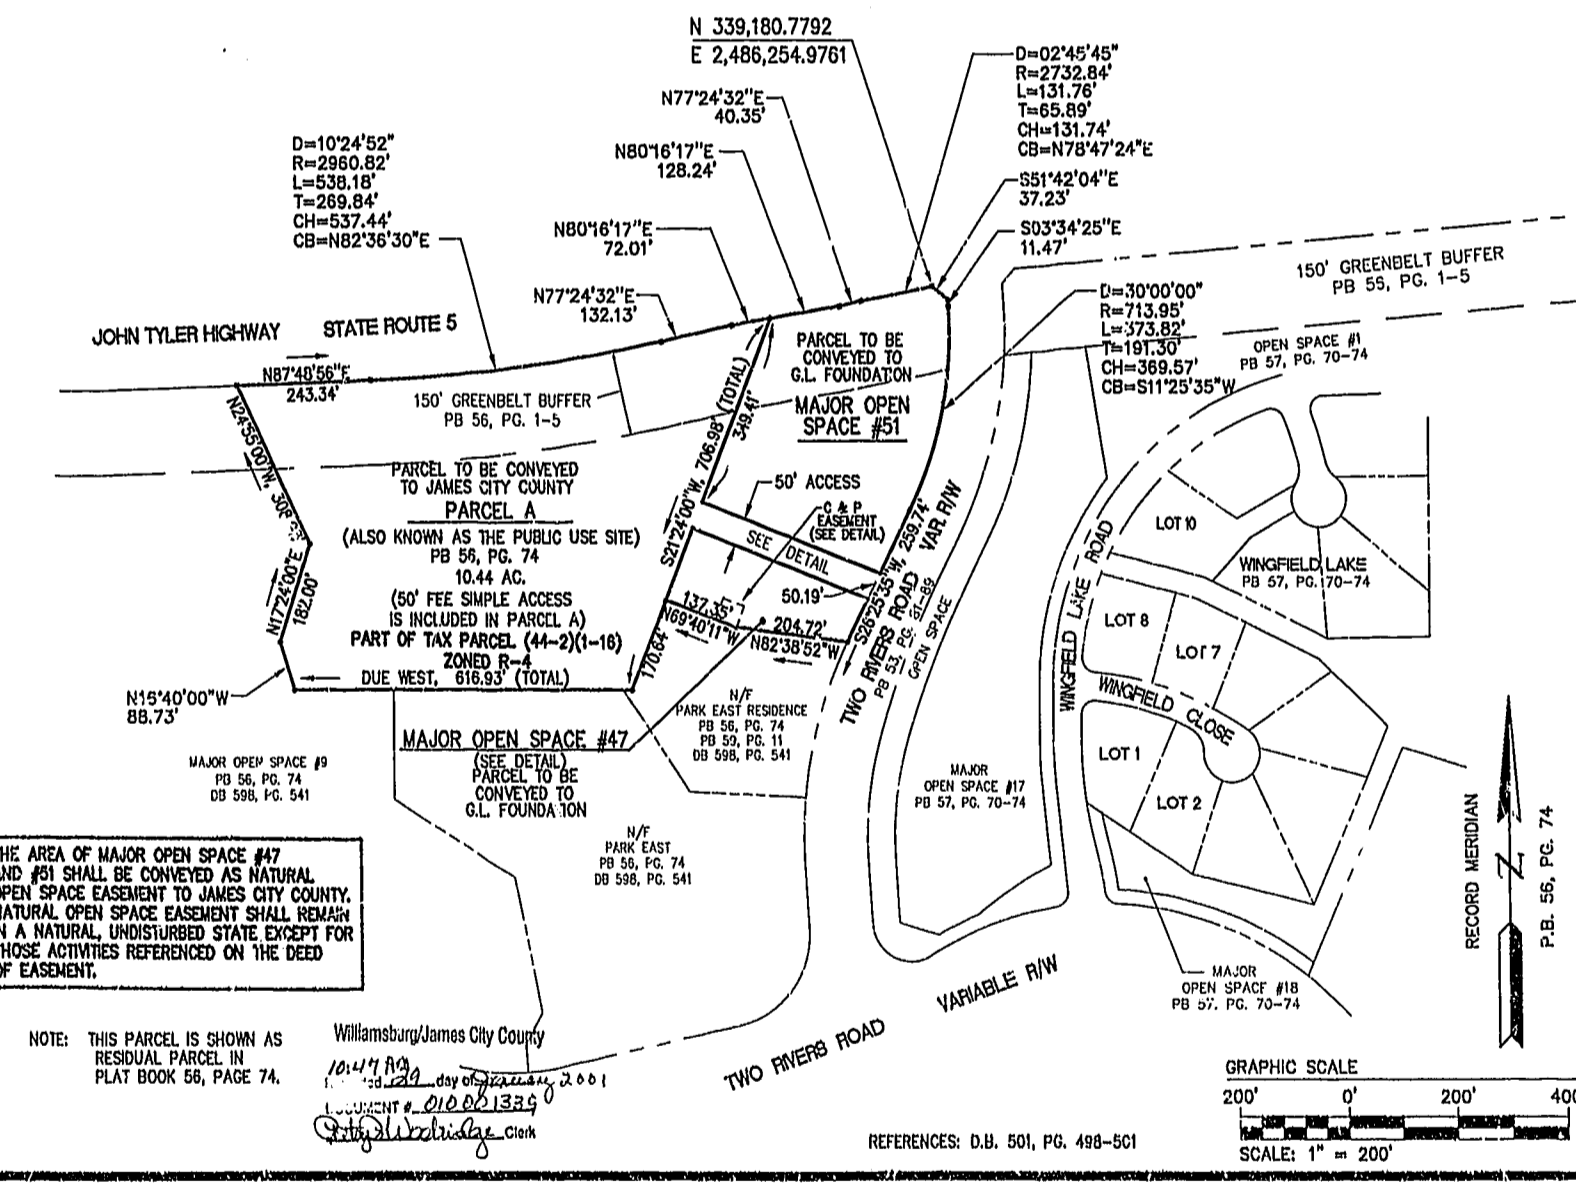 N 339,180.7792
E 2,486,254.9761
D=02°45'45"
R=2732.84'
L=131.76'
T=65.89'
CH=131.74'
CB=N78°47'24"E
N77°24'32"E
40.35'
D=10°24'52"
R=2960.82'
L=538.18'
T=269.84'
CH=537.44'
CB=N82°36'30"E
N80°16'17"E
128.24'
S51°42'04"E
37.23'
N80°16'17"E
72.01'
S03°34'25"E
11.47'
N77°24'32"E
132.13'
150' GREENBELT BUFFER
PB 56, PG. 1-5
D=30°00'00"
R=713.95'
L=373.82'
T=191.30'
CH=369.57'
CB=S11°25'35"W
JOHN TYLER HIGHWAY STATE ROUTE 5
OPEN SPACE #1
PB 57, PG. 70-74
PARCEL TO BE
CONVEYED TO
G.L. FOUNDATION
MAJOR OPEN
SPACE #51
N87°48'56"E
243.34'
150' GREENBELT BUFFER
PB 56, PG. 1-5
N24°55'00"W,
S21°24'00"W, 706.98' (TOTAL)
349.41'
PARCEL TO BE CONVEYED
TO JAMES CITY COUNTY
PARCEL A
(ALSO KNOWN AS THE PUBLIC USE SITE)
PB 56, PG. 74
10.44 AC.
(50' FEE SIMPLE ACCESS
IS INCLUDED IN PARCEL A)
PART OF TAX PARCEL (44-2)(1-16)
ZONED R-4
DUE WEST, 616.93' (TOTAL)
50' ACCESS
C & P
EASEMENT
(SEE DETAIL)
SEE DETAIL
50.19'
S26°25'35"W, 259.74'
VAR. R/W
TWO RIVERS ROAD
PB 53, PG. 81-89
OPEN SPACE
N17°24'00"E
182.00'
137.35'
N69°40'11"W
204.72'
N82°38'52"W
170.64'
N15°40'00"W
88.73'
LOT 10
WINGFIELD LAKE
PB 57, PG. 70-74
WINGFIELD LAKE ROAD
LOT 8
LOT 7
WINGFIELD CLOSE
LOT 1
LOT 2
N/F
PARK EAST RESIDENCE
PB 56, PG. 74
PB 59, PG. 11
DB 598, PG. 541
MAJOR OPEN SPACE #47
(SEE DETAIL)
PARCEL TO BE
CONVEYED TO
G.L. FOUNDATION
MAJOR OPEN SPACE #9
PB 56, PG. 74
DB 598, PG. 541
MAJOR
OPEN SPACE #17
PB 57, PG. 70-74
N/F
PARK EAST
PB 56, PG. 74
DB 598, PG. 541
HE AREA OF MAJOR OPEN SPACE #47
ND #51 SHALL BE CONVEYED AS NATURAL
OPEN SPACE EASEMENT TO JAMES CITY COUNTY.
NATURAL OPEN SPACE EASEMENT SHALL REMAIN
N A NATURAL, UNDISTURBED STATE EXCEPT FOR
HOSE ACTIVITIES REFERENCED ON THE DEED
OF EASEMENT.
RECORD MERIDIAN
N
P.B. 56, PG. 74
MAJOR
OPEN SPACE #18
PB 57, PG. 70-74
VARIABLE R/W
TWO RIVERS ROAD
NOTE: THIS PARCEL IS SHOWN AS
RESIDUAL PARCEL IN
PLAT BOOK 56, PAGE 74.
Williamsburg/James City County
10:47 AM
29 day of January 2001
DOCUMENT # 010001339
Clerk
GRAPHIC SCALE
200' 0' 200' 400
SCALE: 1" = 200'
REFERENCES: D.B. 501, PG. 498-501